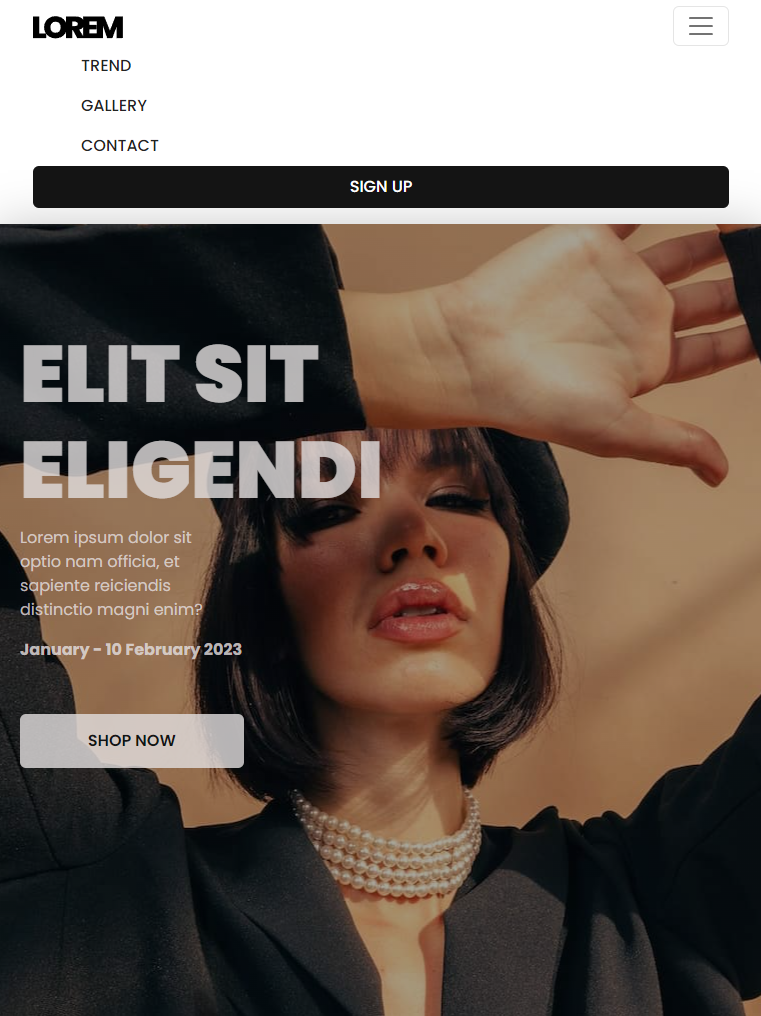 LOREM
TREND
GALLERY
CONTACT
SIGN UP
ELIT SIT
ELIGENDI
Lorem ipsum dolor sit
optio nam officia, et
sapiente reiciendis
distinctio magni enim?
January - 10 February 2023
SHOP NOW